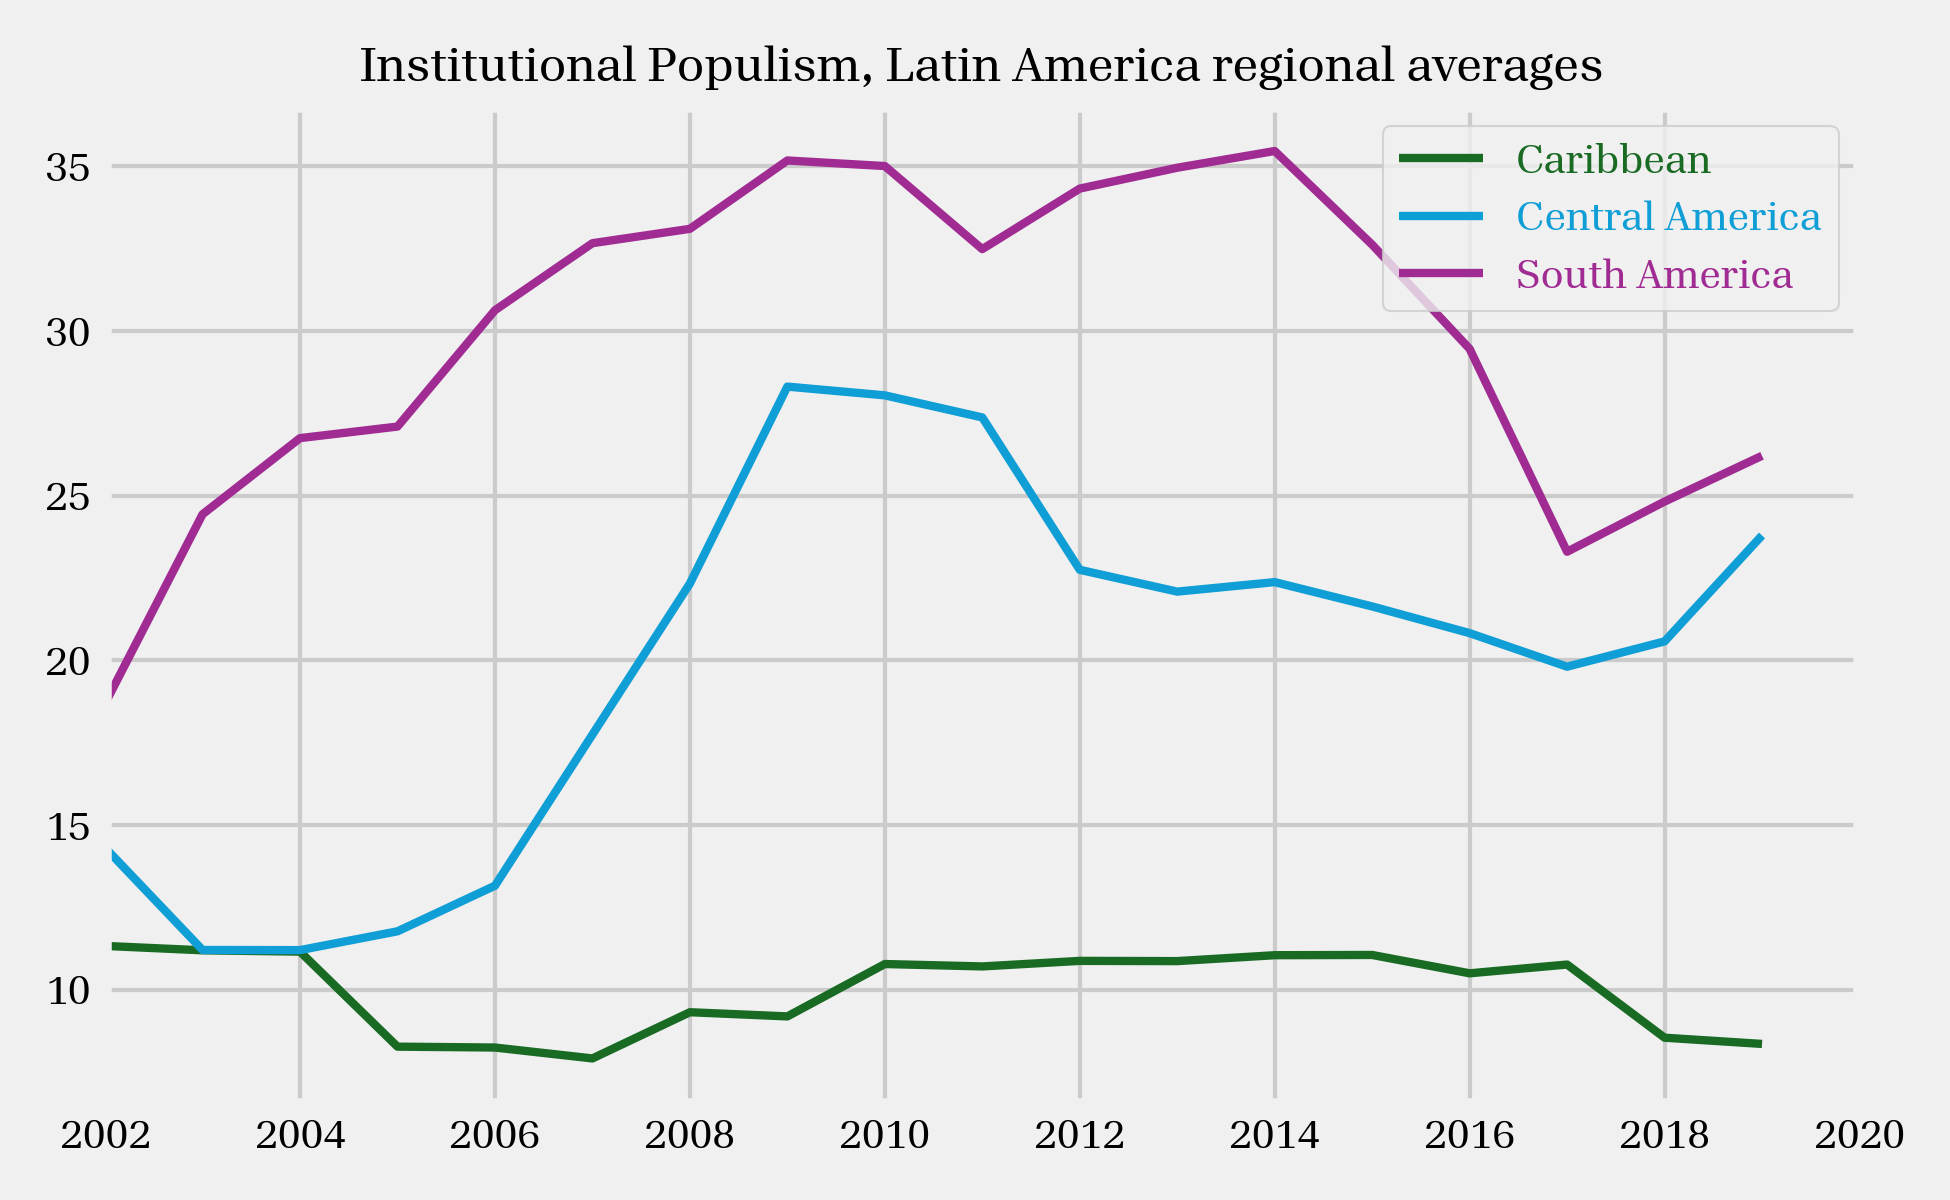 Institutional Populism, Latin America regional averages
35
30
25
20
15
10
Caribbean
Central America
South America
2002 2004 2006 2008 2010 2012 2014 2016 2018 2020